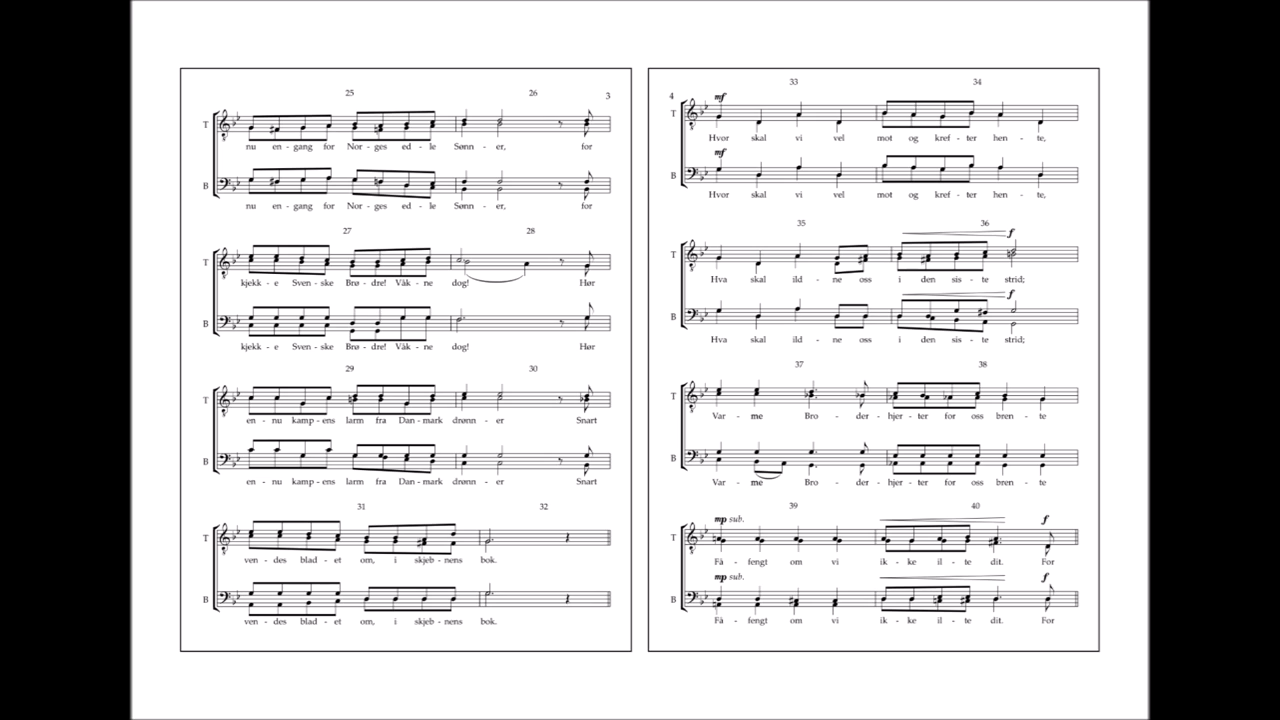 25 26 3
T
nu en - gang for Nor - ges ed - le Sønn - er, for
B
nu en - gang for Nor - ges ed - le Sønn - er, for
27 28
T
kjekk - e Sven - ske Brø - dre! Våk - ne dog! Hør
B
kjekk - e Sven - ske Brø - dre! Våk - ne dog! Hør
29 30
T
en - nu kamp - ens larm fra Dan - mark drønn - er Snart
B
en - nu kamp - ens larm fra Dan - mark drønn - er Snart
31 32
T
ven - des blad - et om, i skjeb - nens bok.
B
ven - des blad - et om, i skjeb - nens bok.
4 33 34
mf
T
Hvor skal vi vel mot og kref - ter hen - te,
mf
B
Hvor skal vi vel mot og kref - ter hen - te,
35 36
f
T
Hva skal ild - ne oss i den sis - te strid;
f
B
Hva skal ild - ne oss i den sis - te strid;
37 38
T
Var - me Bro - der - hjer - ter for oss bren - te
B
Var - me Bro - der - hjer - ter for oss bren - te
39 40
mp sub. f
T
Få - fengt om vi ik - ke il - te dit. For
mp sub. f
B
Få - fengt om vi ik - ke il - te dit. For